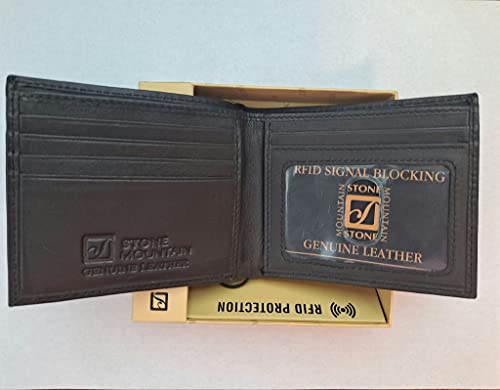 STONE
MOUNTAIN
GENUINE LEATHER
RFID SIGNAL BLOCKING
STONE
MOUNTAIN
MOUNTAIN
STONE
GENUINE LEATHER
RFID PROTECTION